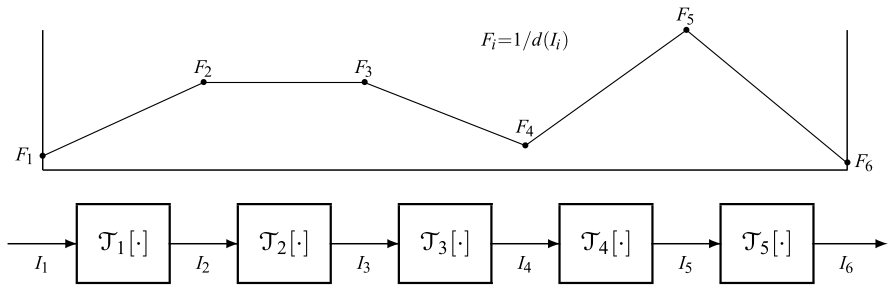 F₅
Fᵢ=1/d(Iᵢ)
F₂
F₃
F₄
F₁
F₆
𝒯₁[·]
𝒯₂[·]
𝒯₃[·]
𝒯₄[·]
𝒯₅[·]
I₁
I₂
I₃
I₄
I₅
I₆